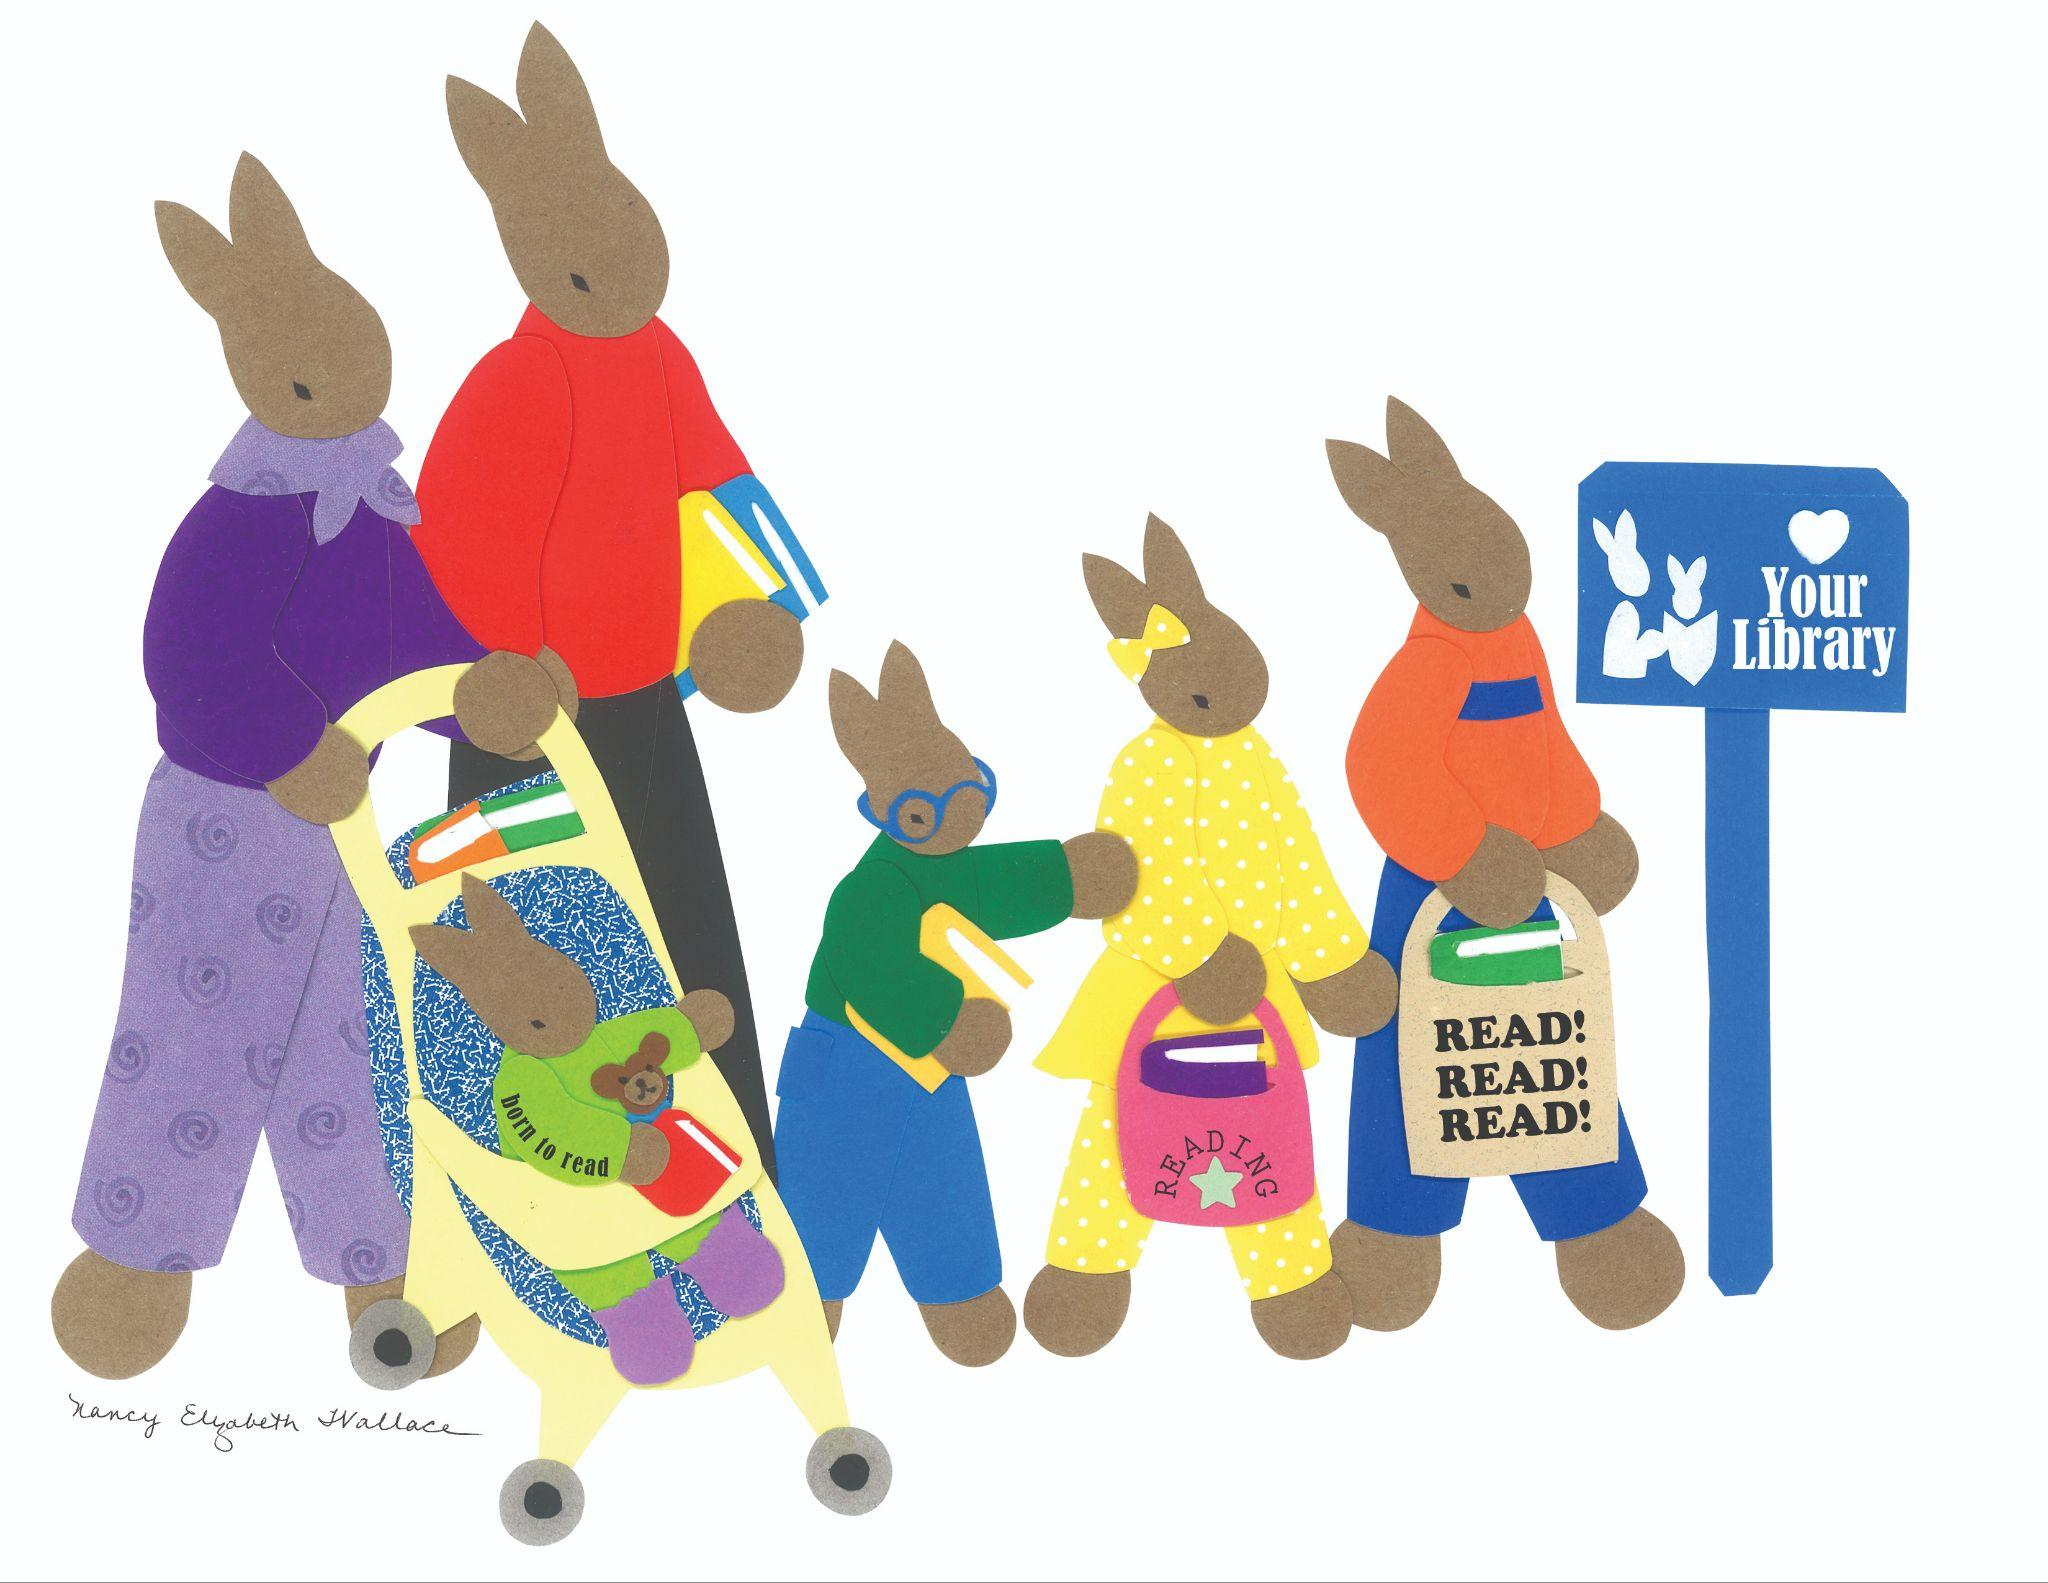 Your
Library
READ!
READ!
READ!
READING
born to read
Nancy Elizabeth Wallace